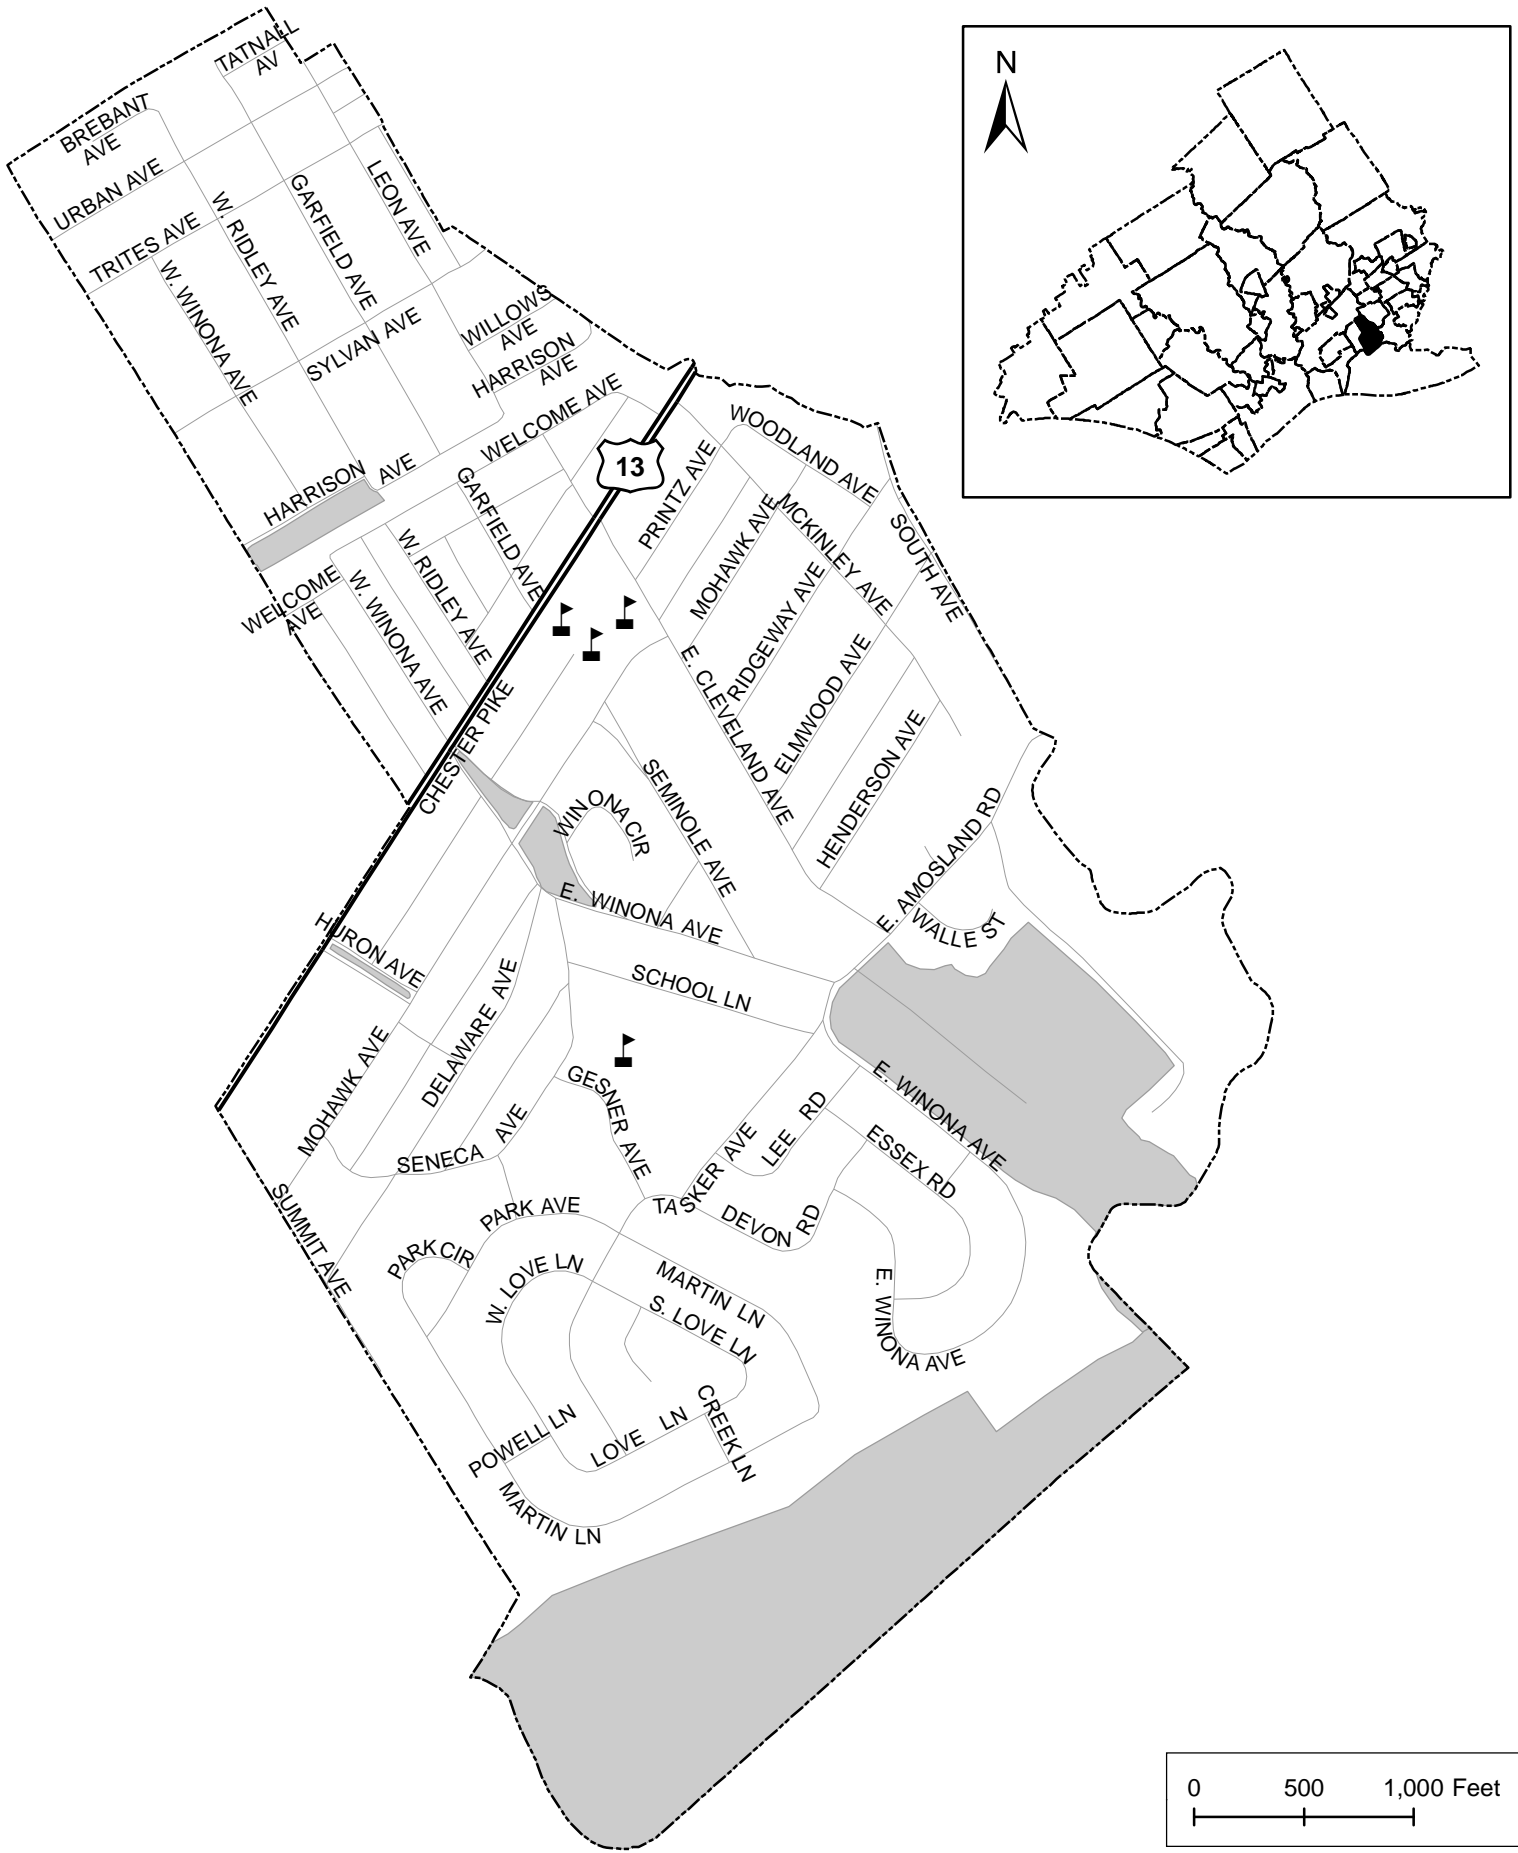 TATNALL
AV
BREBANT
AVE
URBAN AVE
TRITES AVE
W. RIDLEY AVE
GARFIELD AVE
LEON AVE
W. WINONA AVE
SYLVAN AVE
WILLOWS
AVE
HARRISON
AVE
WELCOME AVE
HARRISON AVE
13
N
WOODLAND AVE
PRINTZ AVE
MOHAWK AVE
MCKINLEY AVE
SOUTH AVE
GARFIELD AVE
W. RIDLEY AVE
W. WINONA AVE
WELCOME
AVE
RIDGEWAY AVE
E. CLEVELAND AVE
ELMWOOD AVE
HENDERSON AVE
CHESTER PIKE
SEMINOLE AVE
WINONA CIR
E. AMOSLAND RD
WALLE ST
E. WINONA AVE
HURON AVE
SCHOOL LN
DELAWARE AVE
MOHAWK AVE
GESNER AVE
E. WINONA AVE
LEE RD
TASKER AVE
ESSEX RD
SENECA AVE
DEVON RD
SUMMIT AVE
PARK AVE
PARK CIR
W. LOVE LN
MARTIN LN
S. LOVE LN
E. WINONA AVE
CREEK LN
POWELL LN
LOVE LN
MARTIN LN
0 500 1,000 Feet